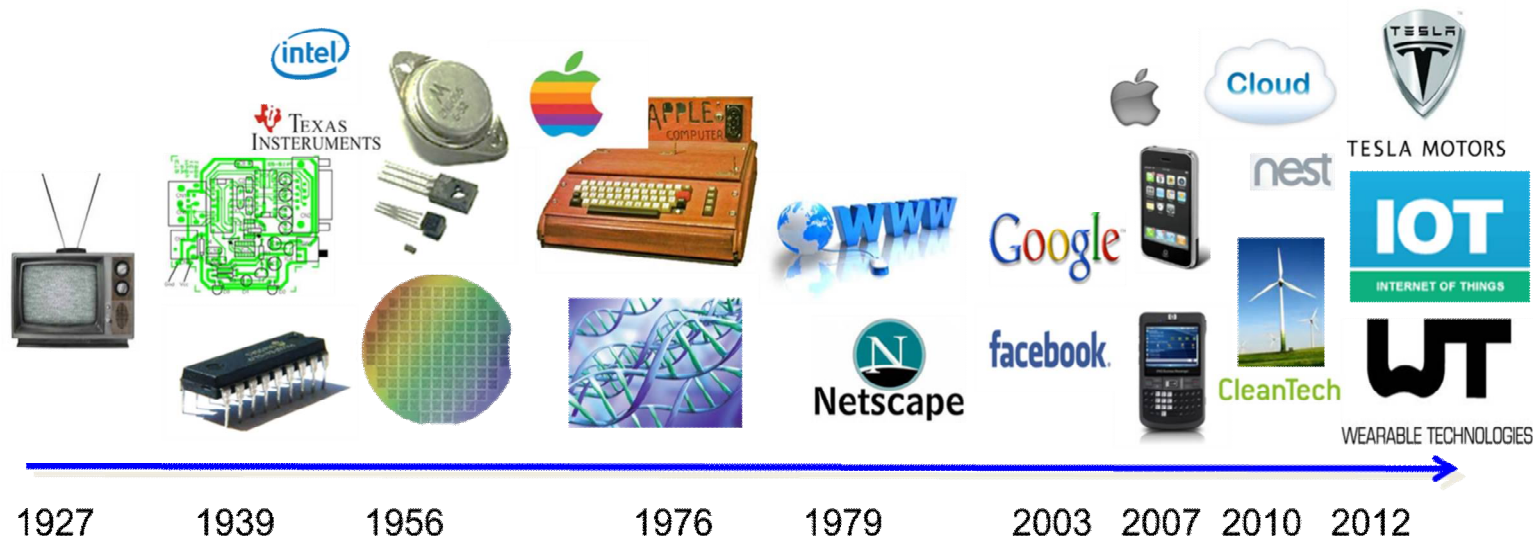 intel
TEXAS
INSTERUMENTS
APPLE
COMPUTER
WWW
N
Netscape
Google
facebook
Cloud
nest
CleanTech
TESLA
TESLA MOTORS
IOT
INTERNET OF THINGS
WT
WEARABLE TECHNOLOGIES
1927 1939 1956 1976 1979 2003 2007 2010 2012